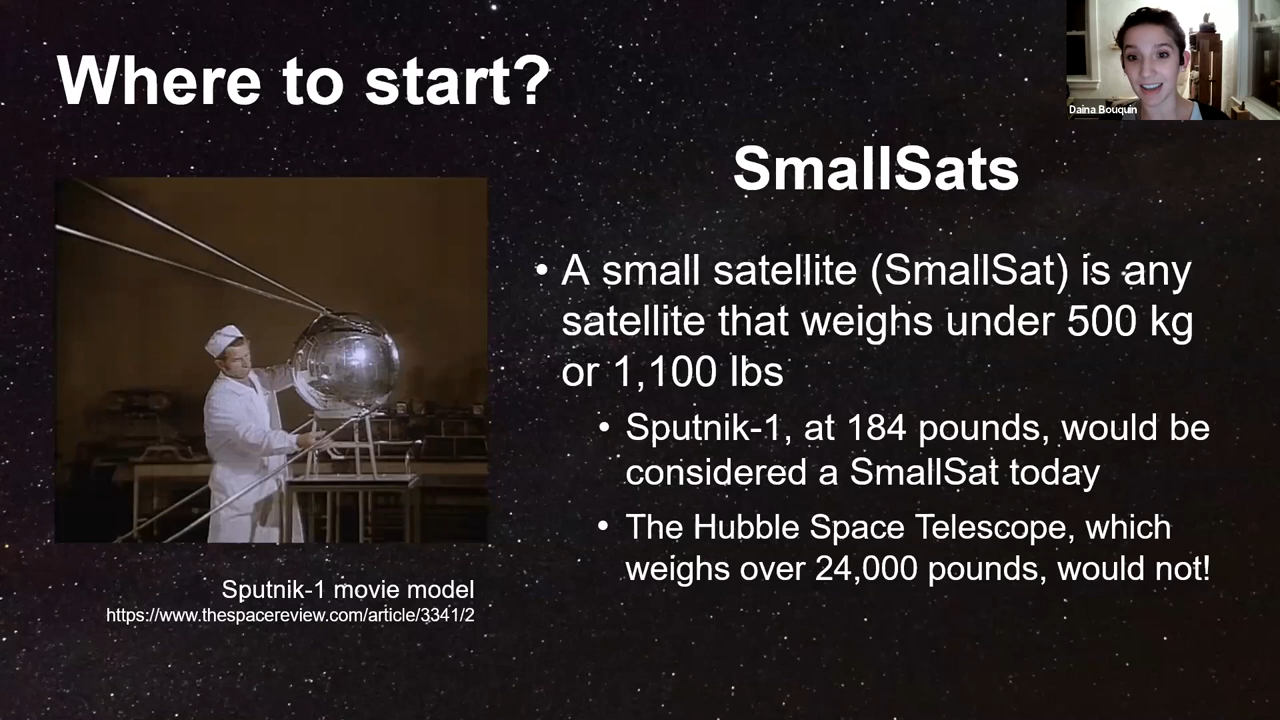 Where to start?
Daina Bouquin
SmallSats
• A small satellite (SmallSat) is any
satellite that weighs under 500 kg
or 1,100 lbs
• Sputnik-1, at 184 pounds, would be
considered a SmallSat today
• The Hubble Space Telescope, which
weighs over 24,000 pounds, would not!
Sputnik-1 movie model
https://www.thespacereview.com/article/3341/2